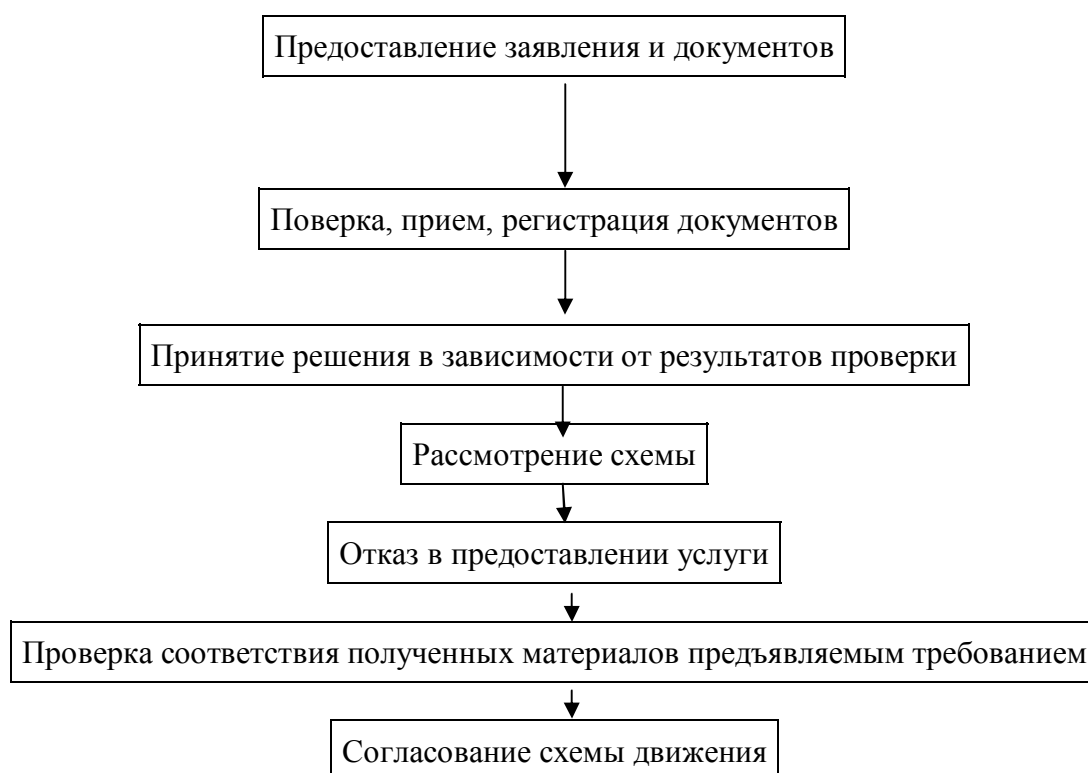 Предоставление заявления и документов
Поверка, прием, регистрация документов
Принятие решения в зависимости от результатов проверки
Рассмотрение схемы
Отказ в предоставлении услуги
Проверка соответствия полученных материалов предъявляемым требованием
Согласование схемы движения